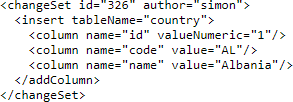 <changeSet id="326" author="simon">
  <insert tableName="country">
    <column name="id" valueNumeric="1"/>
    <column name="code" value="AL"/>
    <column name="name" value="Albania"/>
  </addColumn>
</changeSet>